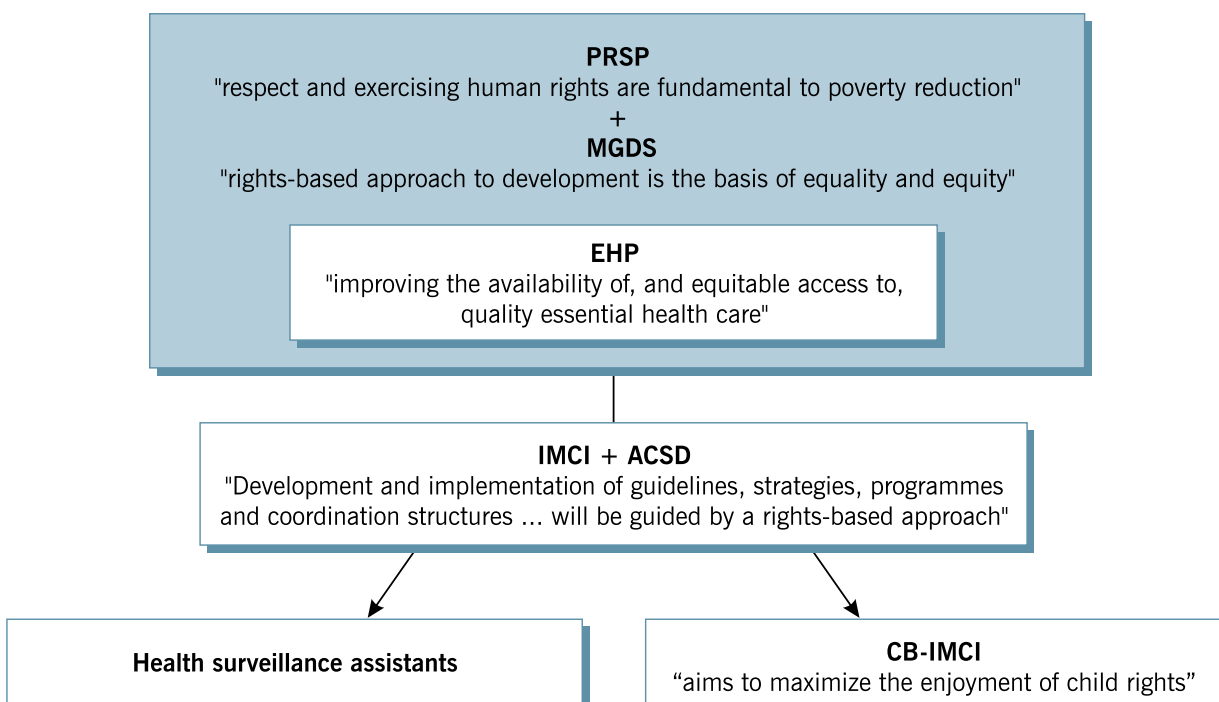 PRSP
"respect and exercising human rights are fundamental to poverty reduction"
+
MGDS
"rights-based approach to development is the basis of equality and equity"
EHP
"improving the availability of, and equitable access to,
quality essential health care"
IMCI + ACSD
"Development and implementation of guidelines, strategies, programmes
and coordination structures ... will be guided by a rights-based approach"
Health surveillance assistants
CB-IMCI
“aims to maximize the enjoyment of child rights”